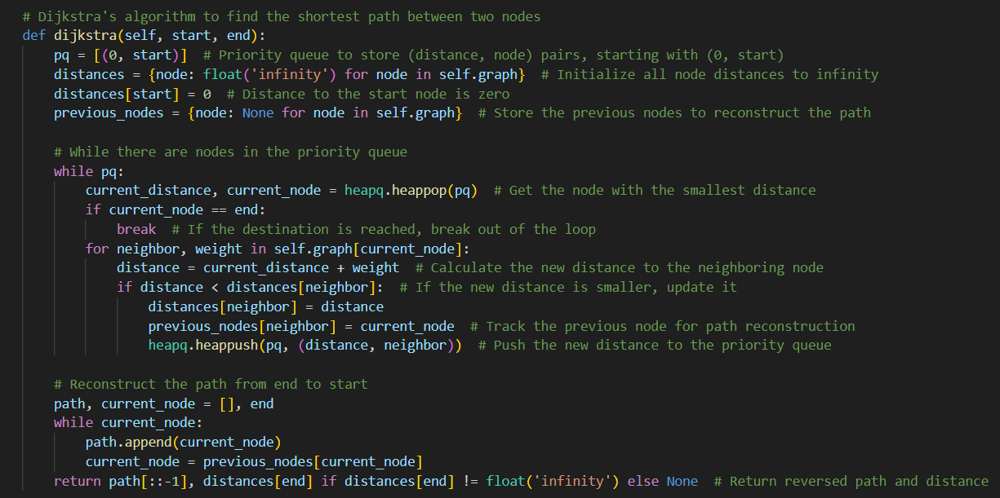 # Dijkstra's algorithm to find the shortest path between two nodes
def dijkstra(self, start, end):
    pq = [(0, start)]  # Priority queue to store (distance, node) pairs, starting with (0, start)
    distances = {node: float('infinity') for node in self.graph}  # Initialize all node distances to infinity
    distances[start] = 0  # Distance to the start node is zero
    previous_nodes = {node: None for node in self.graph}  # Store the previous nodes to reconstruct the path

    # While there are nodes in the priority queue
    while pq:
        current_distance, current_node = heapq.heappop(pq)  # Get the node with the smallest distance
        if current_node == end:
            break  # If the destination is reached, break out of the loop
        for neighbor, weight in self.graph[current_node]:
            distance = current_distance + weight  # Calculate the new distance to the neighboring node
            if distance < distances[neighbor]:  # If the new distance is smaller, update it
                distances[neighbor] = distance
                previous_nodes[neighbor] = current_node  # Track the previous node for path reconstruction
                heapq.heappush(pq, (distance, neighbor))  # Push the new distance to the priority queue

    # Reconstruct the path from end to start
    path, current_node = [], end
    while current_node:
        path.append(current_node)
        current_node = previous_nodes[current_node]
    return path[::-1], distances[end] if distances[end] != float('infinity') else None  # Return reversed path and distance